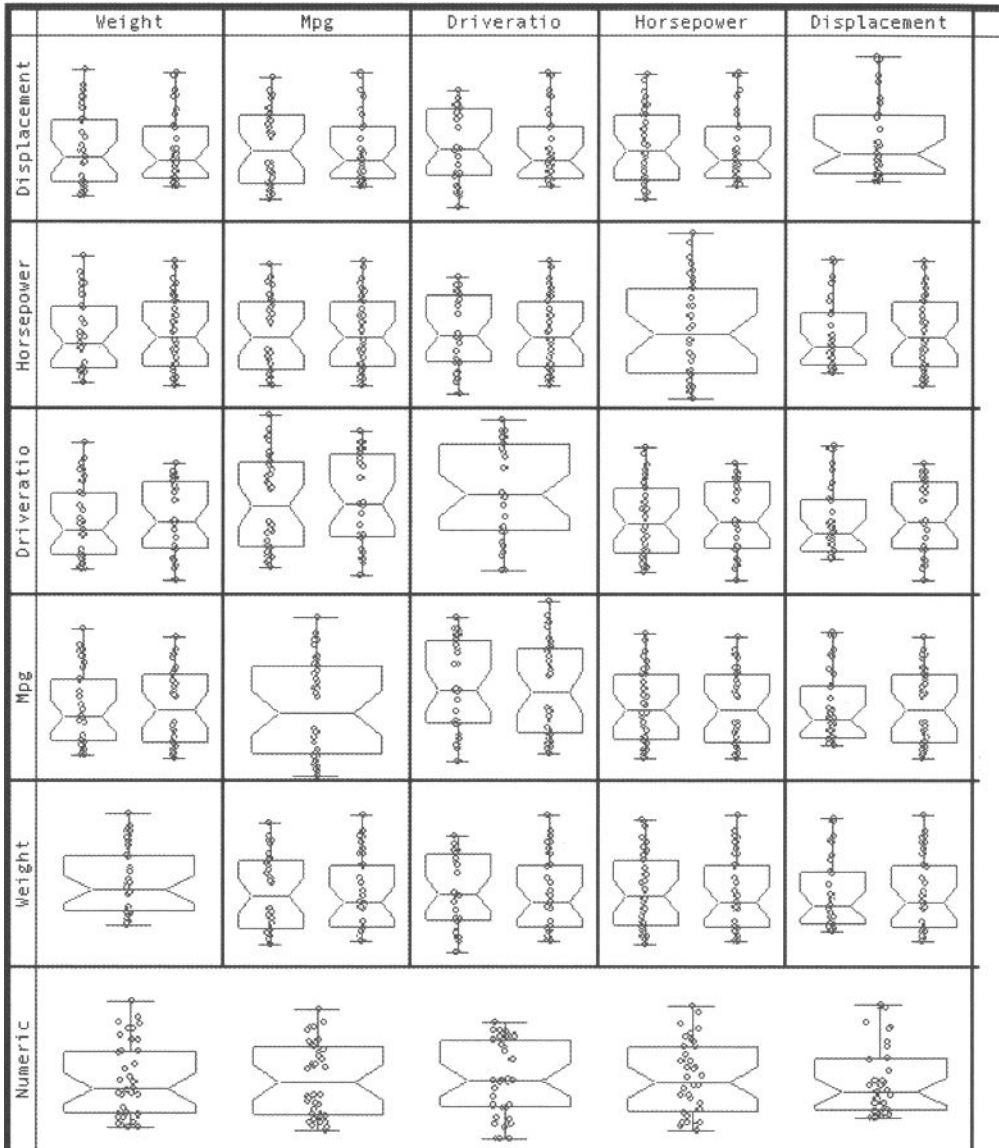 Weight Mpg Driveratio Horsepower Displacement
Displacement
Horsepower
Driveratio
Mpg
Weight
Numeric